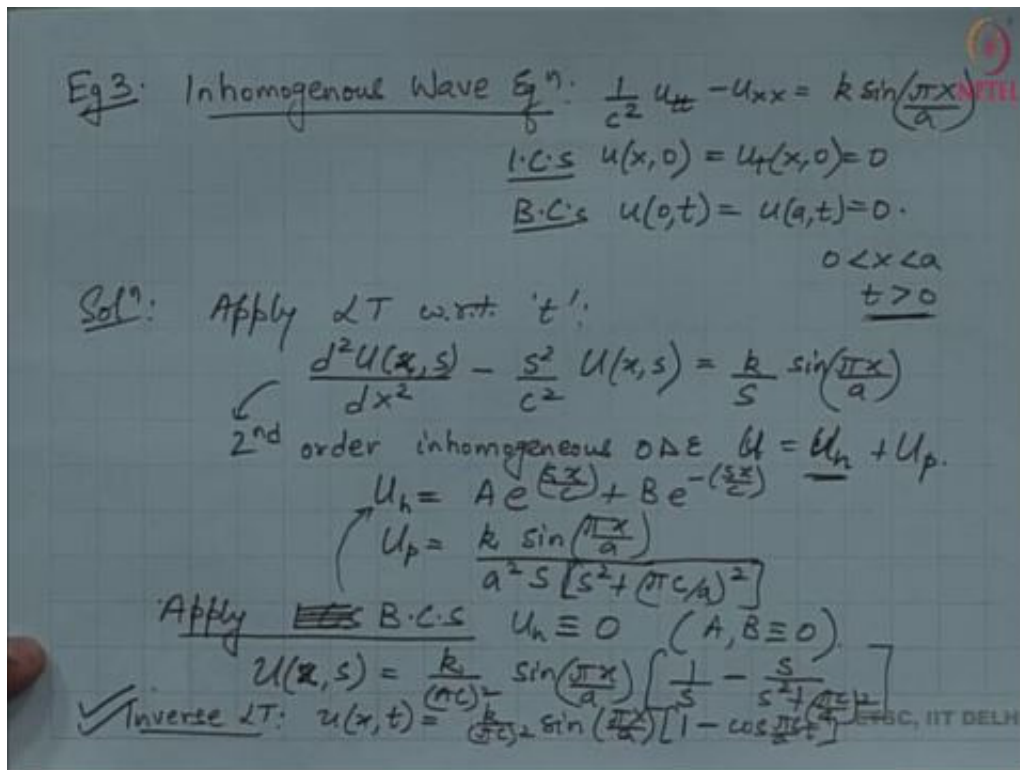 Eg 3: Inhomogenous Wave Eqⁿ: 1/c² u_tt - u_xx = k sin(πx/a)
NPTEL
I.C.s u(x,0) = u_t(x,0) = 0
B.C.s u(0,t) = u(a,t) = 0.
0 < x < a
t > 0
Solⁿ: Apply LT w.r.t. 't':
d²U(x,s)/dx² - s²/c² U(x,s) = k/s sin(πx/a)
2nd order inhomogeneous ODE U = U_h + U_p.
U_h = A e^(sx/c) + B e^-(sx/c)
U_p = k sin(πx/a) / a² s [s² + (πc/a)²]
Apply B.C.s U_h ≡ 0 (A, B ≡ 0).
U(x,s) = k/(πc)² sin(πx/a) [1/s - s/(s² + (πc/a)²)]
Inverse LT: u(x,t) = k/(πc)² sin(πx/a) [1 - cos πct/a]
ETSC, IIT DELH